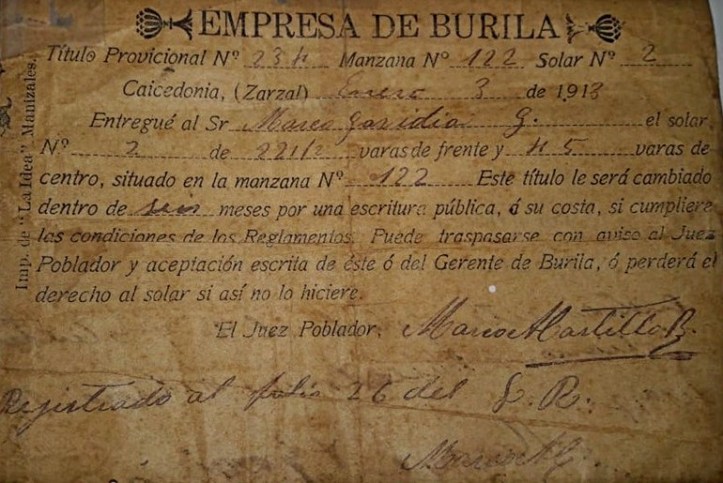 EMPRESA DE BURILA
Título Provicional Nº 234 Manzana Nº 122 Solar Nº 2
Caicedonia, (Zarzal) Enero 3 de 1913
Entregué al Sr Marco G. el solar
Nº 2 de 22 1/2 varas de frente y 45 varas de
centro, situado en la manzana Nº 122 Este título le será cambiado
dentro de seis meses por una escritura pública, á su costa, si cumpliere
las condiciones de los Reglamentos. Puede traspasarse con aviso al Juez
Poblador y aceptación escrita de éste ó del Gerente de Burila, ó perderá el
derecho al solar si así no lo hiciere.
El Juez Poblador,
Registrado al folio 26 del L. R.
Imp. de "La Idea" Manizales.